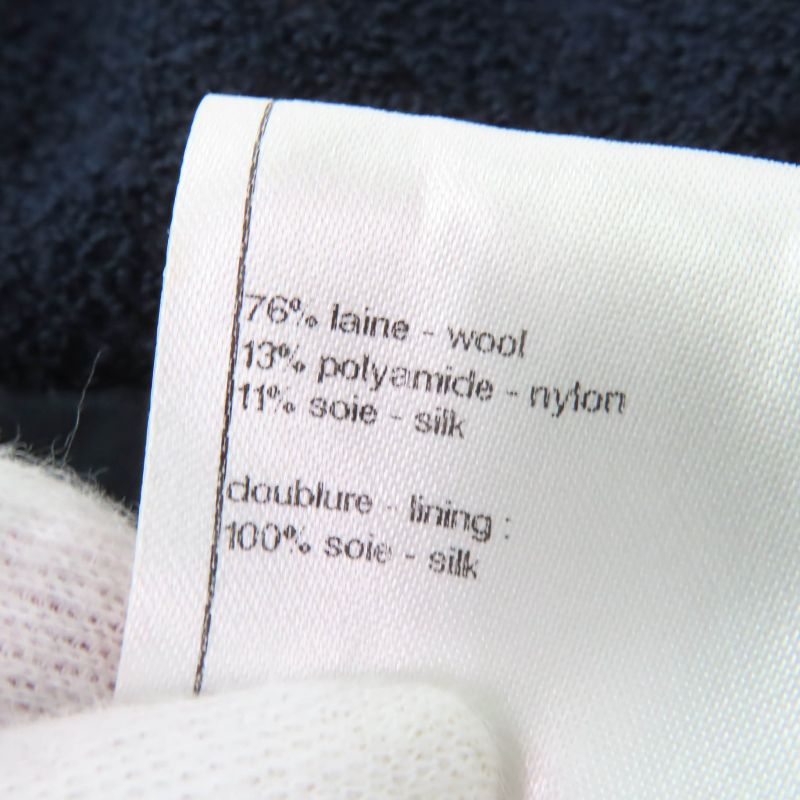 76% laine - wool
13% polyamide - nylon
11% soie - silk
doublure - lining :
100% soie - silk